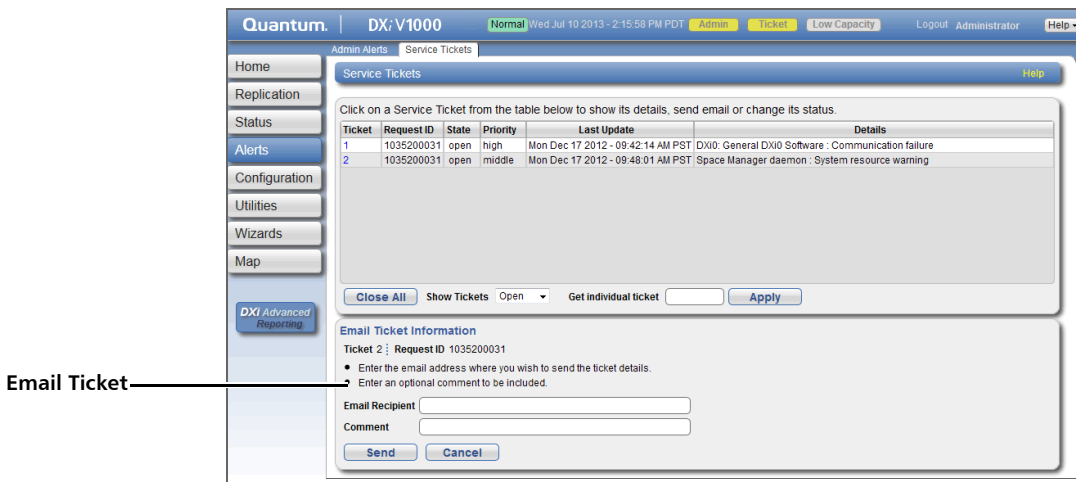 Quantum. DXi V1000 Normal Wed Jul 10 2013 - 2:15:58 PM PDT Admin Ticket Low Capacity Logout Administrator Help
Admin Alerts Service Tickets
Home
Replication
Status
Alerts
Configuration
Utilities
Wizards
Map
DXi Advanced
Reporting
Service Tickets Help
Click on a Service Ticket from the table below to show its details, send email or change its status.
Ticket Request ID State Priority Last Update Details
1 1035200031 open high Mon Dec 17 2012 - 09:42:14 AM PST DXi0: General DXi0 Software : Communication failure
2 1035200031 open middle Mon Dec 17 2012 - 09:48:01 AM PST Space Manager daemon : System resource warning
Close All Show Tickets Open Get individual ticket Apply
Email Ticket Information
Ticket 2 Request ID 1035200031
• Enter the email address where you wish to send the ticket details.
• Enter an optional comment to be included.
Email Recipient
Comment
Send Cancel
Email Ticket